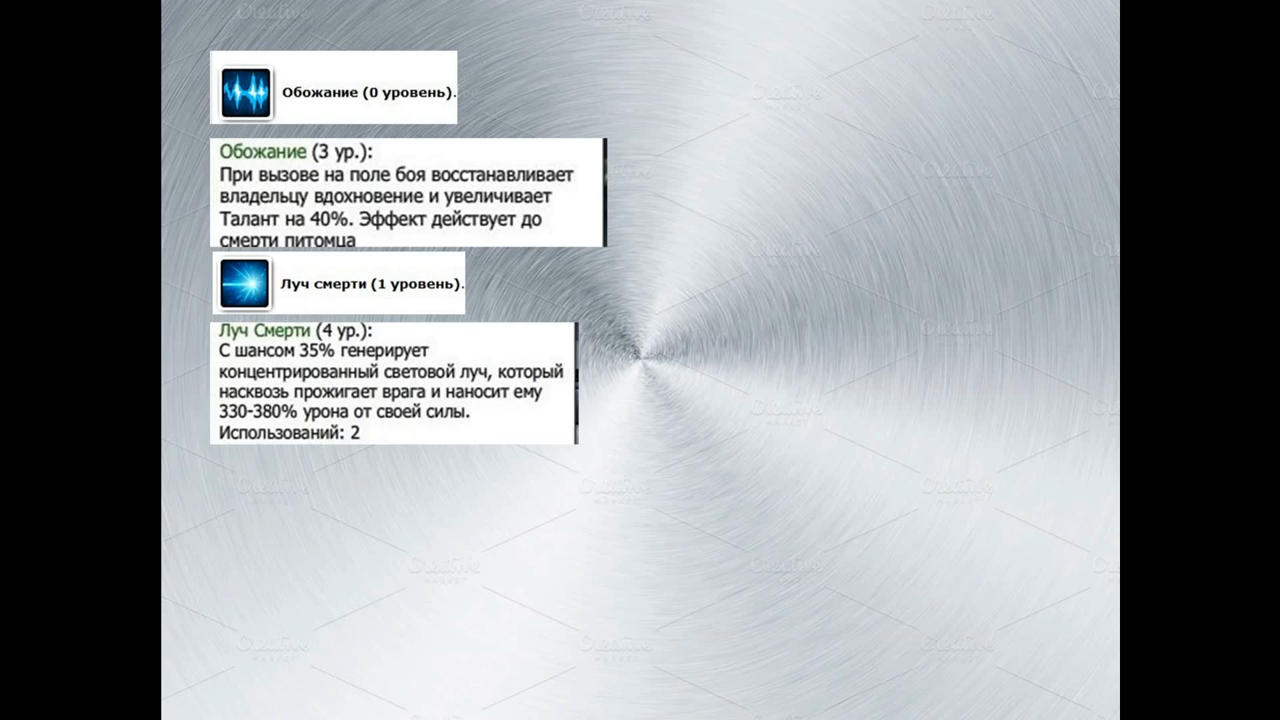 Обожание (0 уровень).
Обожание (3 ур.):
При вызове на поле боя восстанавливает
владельцу вдохновение и увеличивает
Талант на 40%. Эффект действует до
смерти питомца
Луч смерти (1 уровень).
Луч Смерти (4 ур.):
С шансом 35% генерирует
концентрированный световой луч, который
насквозь прожигает врага и наносит ему
330-380% урона от своей силы.
Использований: 2
Creative
MARKET